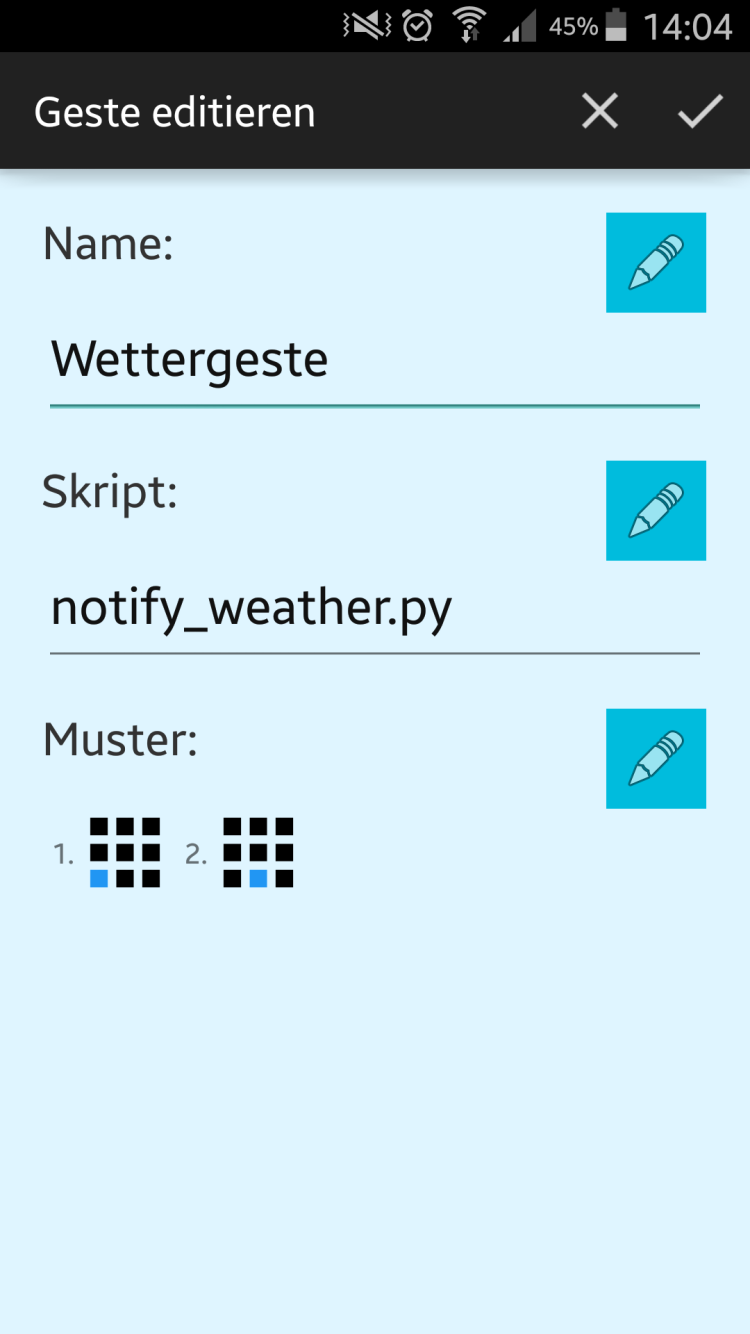 45% 14:04
Geste editieren
Name:
Wettergeste
Skript:
notify_weather.py
Muster:
1. 2.